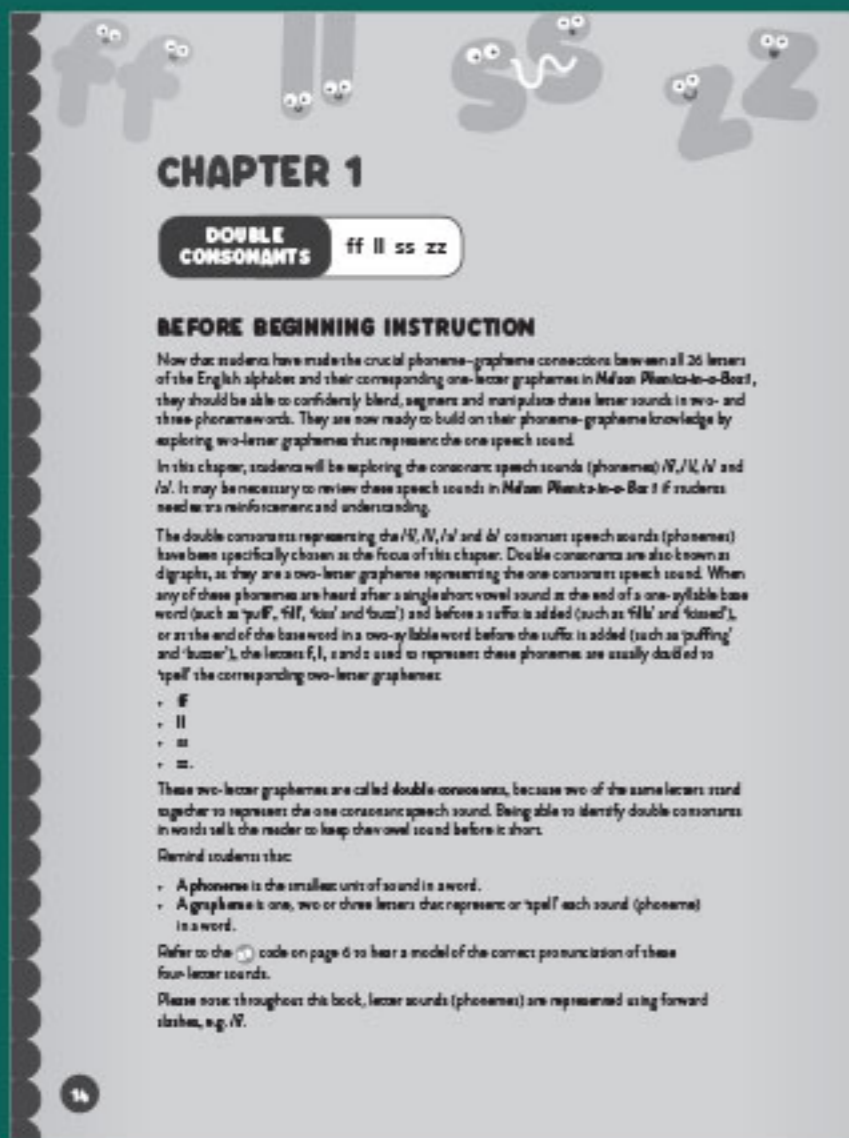 ff ll ss zz
CHAPTER 1
DOUBLE
CONSONANTS
ff ll ss zz
BEFORE BEGINNING INSTRUCTION
Now that students have made the crucial phoneme–grapheme connections between all 26 letters
of the English alphabet and their corresponding one-letter graphemes in Nelson Phonics-in-a-Box 1,
they should be able to confidently blend, segment and manipulate these letter sounds in two- and
three-phoneme words. They are now ready to build on their phoneme–grapheme knowledge by
exploring two-letter graphemes that represent the one speech sound.
In this chapter, students will be exploring the consonant speech sounds (phonemes) /f/, /l/, /s/ and
/z/. It may be necessary to review these speech sounds in Nelson Phonics-in-a-Box 1 if students
need extra reinforcement and understanding.
The double consonants representing the /f/, /l/, /s/ and /z/ consonant speech sounds (phonemes)
have been specifically chosen as the focus of this chapter. Double consonants are also known as
digraphs, as they are a two-letter grapheme representing the one consonant speech sound. When
any of these phonemes are heard after a single short vowel sound at the end of a one-syllable base
word (such as ‘puff’, ‘fill’, ‘kiss’ and ‘buzz’) and before a suffix is added (such as ‘fills’ and ‘kissed’),
or at the end of the base word in a two-syllable word before the suffix is added (such as ‘puffing’
and ‘buzzer’), the letters f, l, s and z used to represent these phonemes are usually doubled to
‘spell’ the corresponding two-letter graphemes:
• ff
• ll
• ss
• zz.
These two-letter graphemes are called double consonants, because two of the same letters stand
together to represent the one consonant speech sound. Being able to identify double consonants
in words tells the reader to keep the vowel sound before it short.
Remind students that:
• A phoneme is the smallest unit of sound in a word.
• A grapheme is one, two or three letters that represent or ‘spell’ each sound (phoneme)
in a word.
Refer to the code on page 6 to hear a model of the correct pronunciation of these
four-letter sounds.
Please note: throughout this book, letter sounds (phonemes) are represented using forward
slashes, e.g. /f/.
14